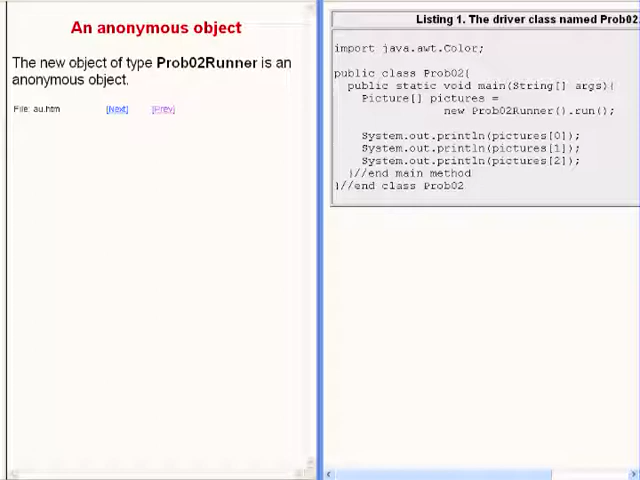 An anonymous object
The new object of type Prob02Runner is an
anonymous object.
File: au.htm [Next] [Prev]
Listing 1. The driver class named Prob02
import java.awt.Color;
public class Prob02{
public static void main(String[] args){
Picture[] pictures =
new Prob02Runner().run();
System.out.println(pictures[0]);
System.out.println(pictures[1]);
System.out.println(pictures[2]);
}//end main method
}//end class Prob02